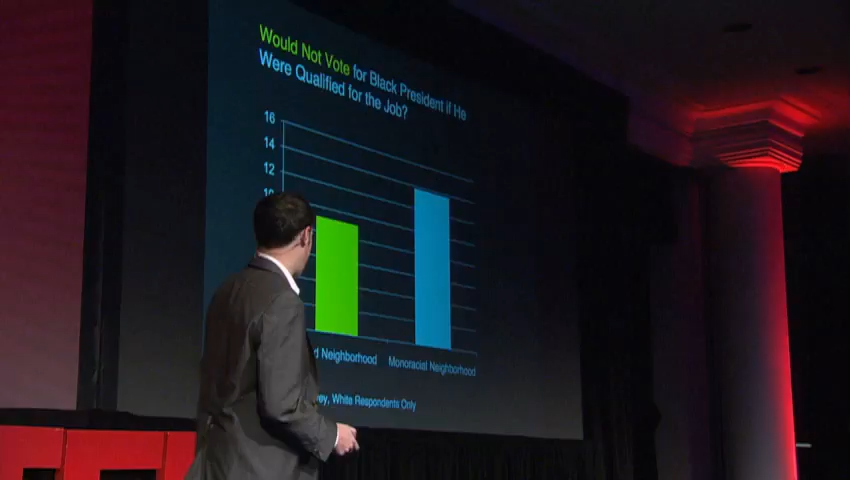 Would Not Vote for Black President if He
Were Qualified for the Job?
16
14
12
10
Neighborhood
Monoracial Neighborhood
White Respondents Only